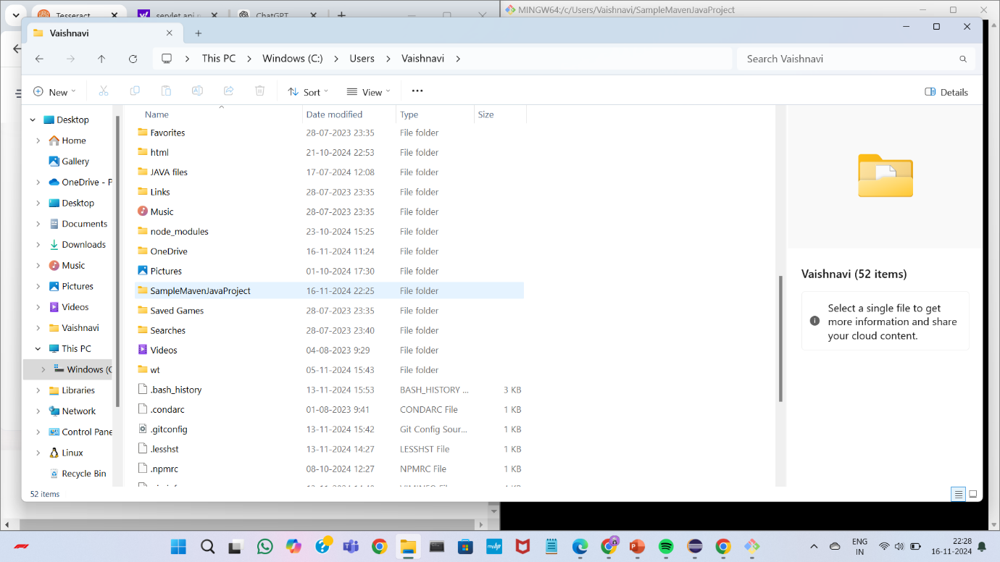 Tesseract
servlet api
ChatGPT
MINGW64:/c/Users/Vaishnavi/SampleMavenJavaProject
Vaishnavi
This PC > Windows (C:) > Users > Vaishnavi >
Search Vaishnavi
New
Sort
View
Details
Name Date modified Type Size
Desktop
Home
Gallery
OneDrive - P
Desktop
Documents
Downloads
Music
Pictures
Videos
Vaishnavi
This PC
Windows (C
Libraries
Network
Control Pane
Linux
Recycle Bin
Favorites 28-07-2023 23:35 File folder
html 21-10-2024 22:53 File folder
JAVA files 17-07-2024 12:08 File folder
Links 28-07-2023 23:35 File folder
Music 28-07-2023 23:35 File folder
node_modules 23-10-2024 15:25 File folder
OneDrive 16-11-2024 11:24 File folder
Pictures 01-10-2024 17:30 File folder
SampleMavenJavaProject 16-11-2024 22:25 File folder
Saved Games 28-07-2023 23:35 File folder
Searches 28-07-2023 23:40 File folder
Videos 04-08-2023 9:29 File folder
wt 05-11-2024 15:43 File folder
.bash_history 13-11-2024 15:53 BASH_HISTORY ... 3 KB
.condarc 01-08-2023 9:41 CONDARC File 1 KB
.gitconfig 13-11-2024 15:42 Git Config Sour... 1 KB
.lesshst 13-11-2024 14:27 LESSHST File 1 KB
.npmrc 08-10-2024 12:27 NPMRC File 1 KB
Vaishnavi (52 items)
Select a single file to get
more information and share
your cloud content.
52 items
myhp
ENG
IN
22:28
16-11-2024